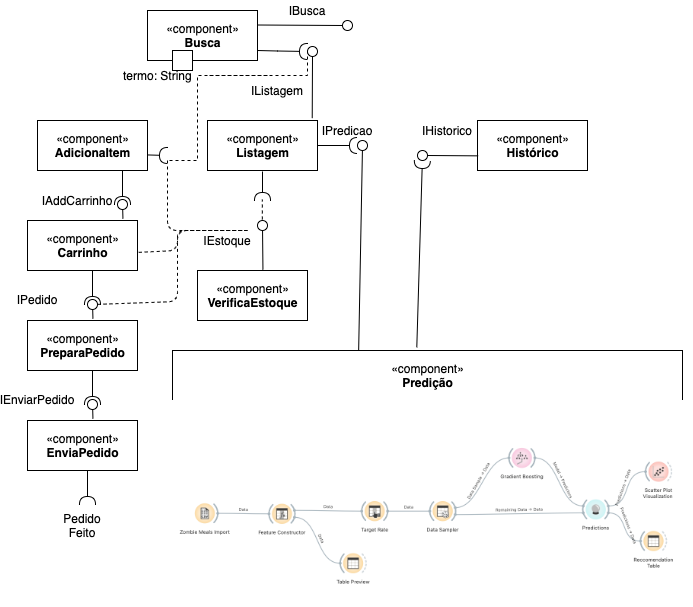 IBusca
«component»
Busca
termo: String
IListagem
«component»
AdicionaItem
«component»
Listagem
IPredicao
IHistorico
«component»
Histórico
IAddCarrinho
«component»
Carrinho
IEstoque
«component»
VerificaEstoque
IPedido
«component»
PreparaPedido
«component»
Predição
IEnviarPedido
«component»
EnviaPedido
Pedido
Feito
Zombie Meals Import
Data
Feature Constructor
Data
Data
Table Preview
Target Rate
Data
Data Sampler
Data Sample → Data
Gradient Boosting
Model → Predictors
Remaining Data → Data
Predictions
Predictions → Data
Scatter Plot
Visualization
Predictions → Data
Reccomendation
Table